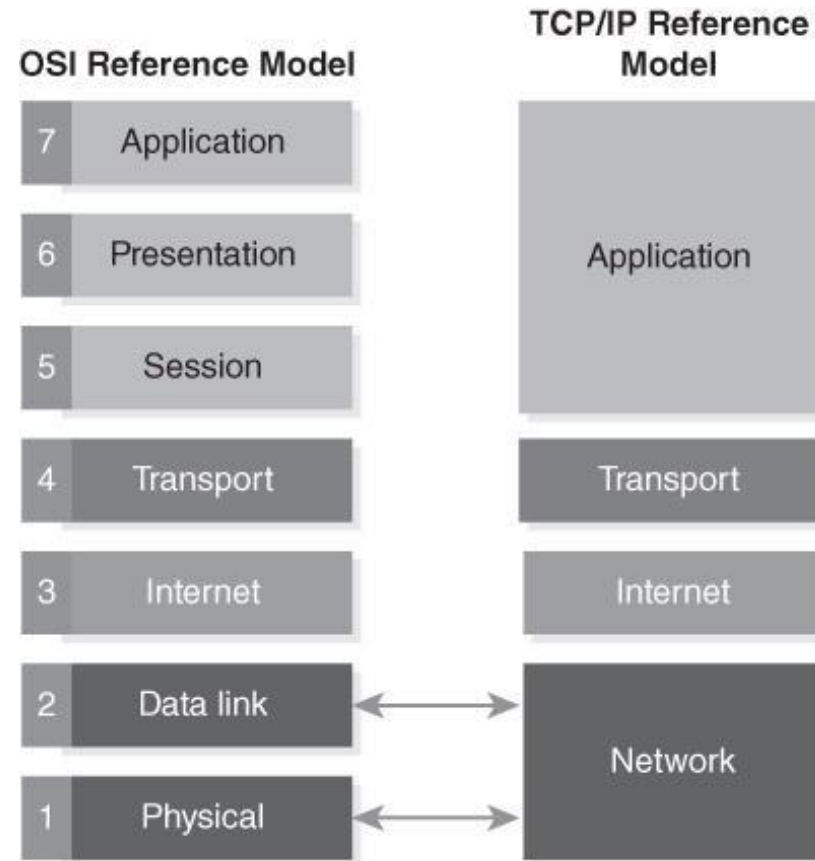 OSI Reference Model
7 Application
6 Presentation
5 Session
4 Transport
3 Internet
2 Data link
1 Physical
TCP/IP Reference
Model
Application
Transport
Internet
Network